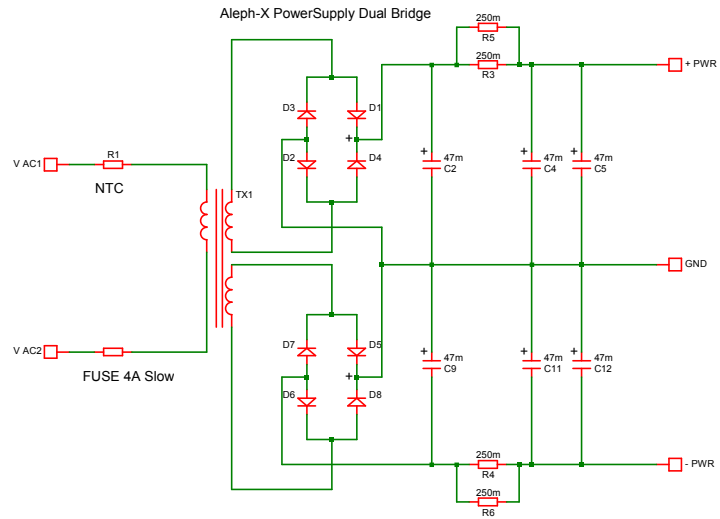 Aleph-X PowerSupply Dual Bridge
250m
R5
250m
R3
+ PWR
D3
D1
+
D2
D4
V AC1
R1
NTC
TX1
+
47m
C2
+
47m
C4
+
47m
C5
GND
V AC2
FUSE 4A Slow
D7
D5
+
D6
D8
+
47m
C9
+
47m
C11
+
47m
C12
250m
R4
250m
R6
- PWR